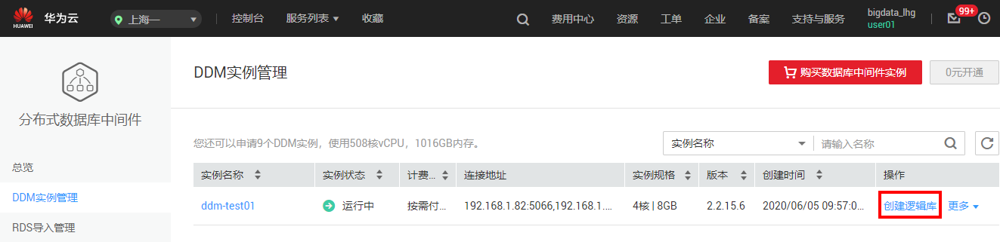 HUAWEI 华为云 上海一 控制台 服务列表 收藏 费用中心 资源 工单 企业 备案 支持与服务 bigdata_lhg 99+
user01
DDM实例管理 购买数据库中间件实例 0元开通
分布式数据库中间件
您还可以申请9个DDM实例，使用508核vCPU，1016GB内存。 实例名称 请输入名称
总览
实例名称 实例状态 计费... 连接地址 实例规格 版本 创建时间 操作
DDM实例管理
ddm-test01 运行中 按需付... 192.168.1.82:5066,192.168.1.... 4核 | 8GB 2.2.15.6 2020/06/05 09:57:0... 创建逻辑库 更多
RDS导入管理